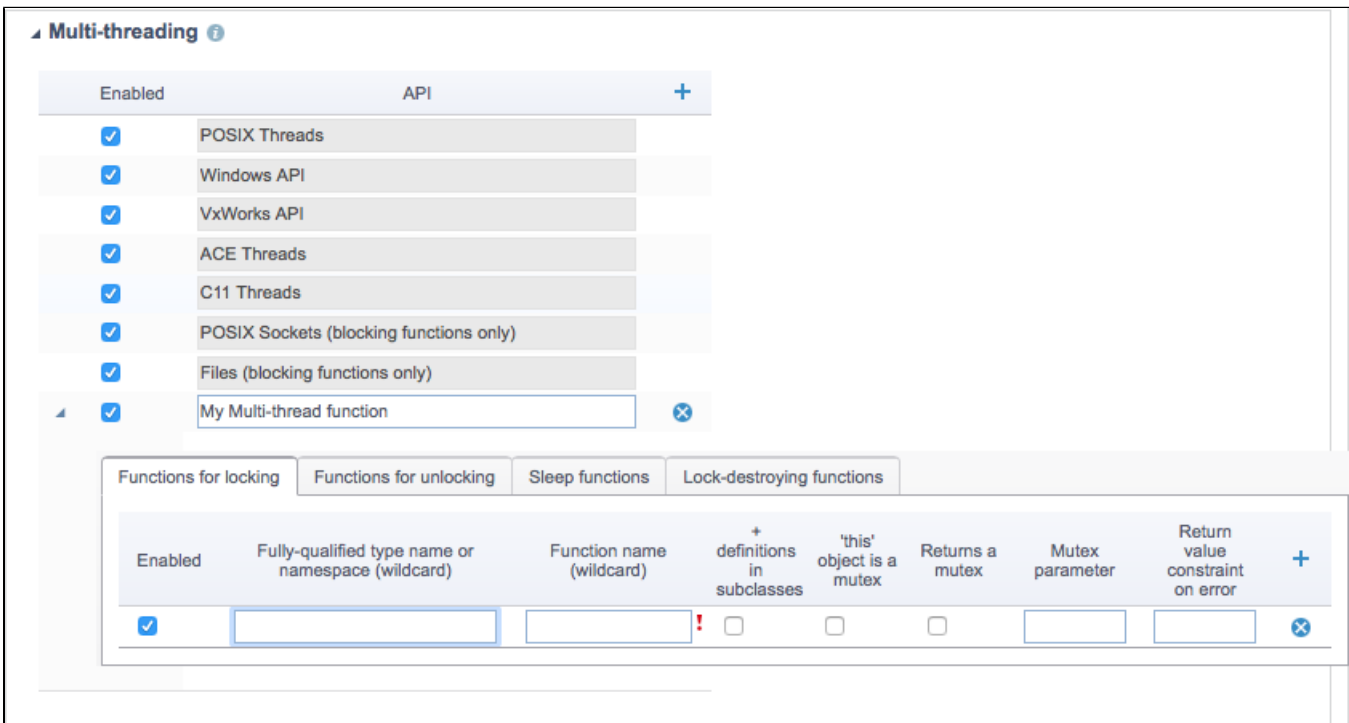 Multi-threading
Enabled API +
POSIX Threads
Windows API
VxWorks API
ACE Threads
C11 Threads
POSIX Sockets (blocking functions only)
Files (blocking functions only)
My Multi-thread function
Functions for locking Functions for unlocking Sleep functions Lock-destroying functions
Enabled
Fully-qualified type name or
namespace (wildcard)
Function name
(wildcard)
+
definitions
in
subclasses
'this'
object is a
mutex
Returns a
mutex
Mutex
parameter
Return
value
constraint
on error
+
!